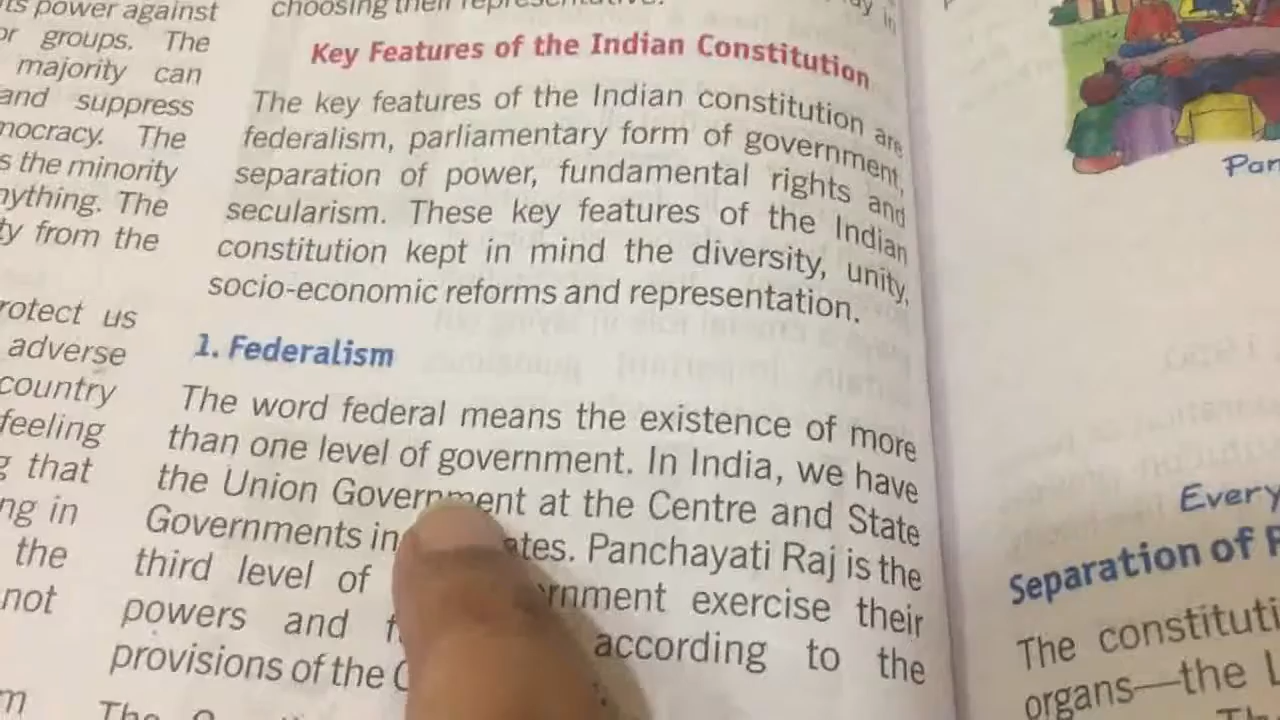 its power against
or groups. The
majority can
and suppress
The
s the minority
The
ty from the
rotect us
adverse
country
feeling
that
ng in
the
not
choosing their representative.
Key Features of the Indian Constitution
The key features of the Indian constitution are
federalism, parliamentary form of government,
separation of power, fundamental rights and
secularism. These key features of the Indian
constitution kept in mind the diversity, unity,
socio-economic reforms and representation.
1. Federalism
The word federal means the existence of more
than one level of government. In India, we have
the Union Government at the Centre and State
Governments in ates. Panchayati Raj is the
third level of rnment exercise their
powers and according to the
provisions of the
The
Par
Every
Separation of P
The constituti
organs—the L